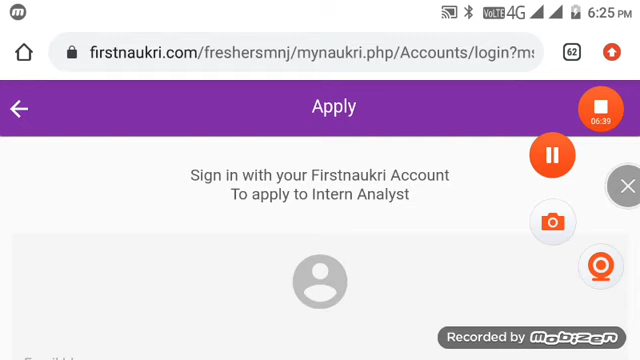 m
VoLTE 4G 6:25 PM
firstnaukri.com/freshersmnj/mynaukri.php/Accounts/login?ms
62
Apply
06:39
Sign in with your Firstnaukri Account
To apply to Intern Analyst
Recorded by mobizen